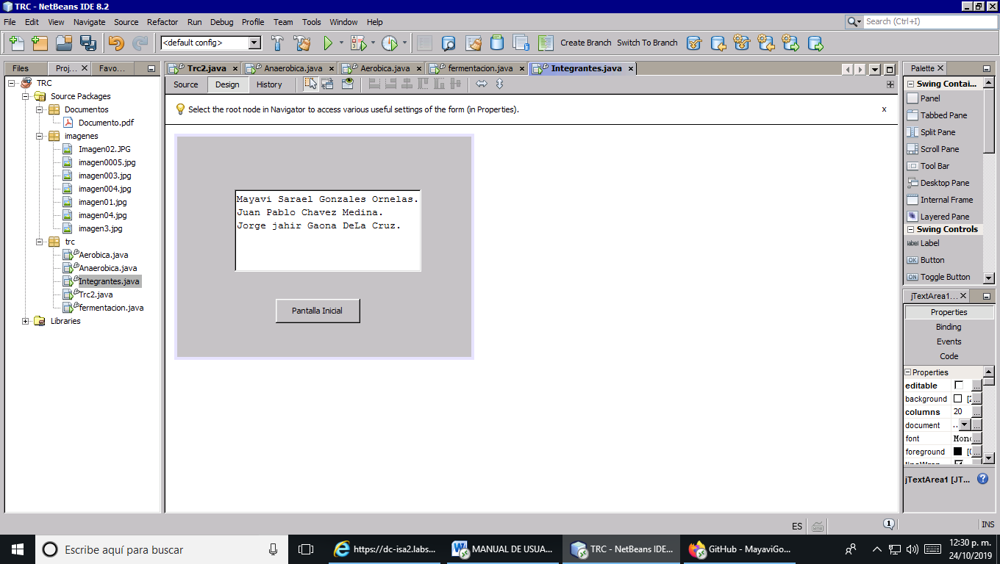 TRC - NetBeans IDE 8.2
File Edit View Navigate Source Refactor Run Debug Profile Team Tools Window Help
Search (Ctrl+I)
<default config>
Create Branch Switch To Branch
Files Proj... Favo...
TRC
Source Packages
Documentos
Documento.pdf
imagenes
Imagen02.JPG
imagen0005.jpg
imagen003.jpg
imagen004.jpg
imagen01.jpg
imagen04.jpg
imagen3.jpg
trc
Aerobica.java
Anaerobica.java
Integrantes.java
Trc2.java
fermentacion.java
Libraries
Trc2.java Anaerobica.java Aerobica.java fermentacion.java Integrantes.java
Source Design History
Select the root node in Navigator to access various useful settings of the form (in Properties).
x
Mayavi Sarael Gonzales Ornelas.
Juan Pablo Chavez Medina.
Jorge jahir Gaona DeLa Cruz.
Pantalla Inicial
Palette
Swing Contai...
Panel
Tabbed Pane
Split Pane
Scroll Pane
Tool Bar
Desktop Pane
Internal Frame
Layered Pane
Swing Controls
label Label
OK Button
ON Toggle Button
jTextArea1...
Properties
Binding
Events
Code
Properties
editable ...
background [2 ...
columns 20 ...
document .. ...
font Mono ...
foreground [0 ...
lineWrap
jTextArea1 [JT...
ES
1
INS
Escribe aquí para buscar
https://dc-isa2.labs...
MANUAL DE USUA...
TRC - NetBeans IDE...
GitHub - MayaviGo...
12:30 p. m.
24/10/2019